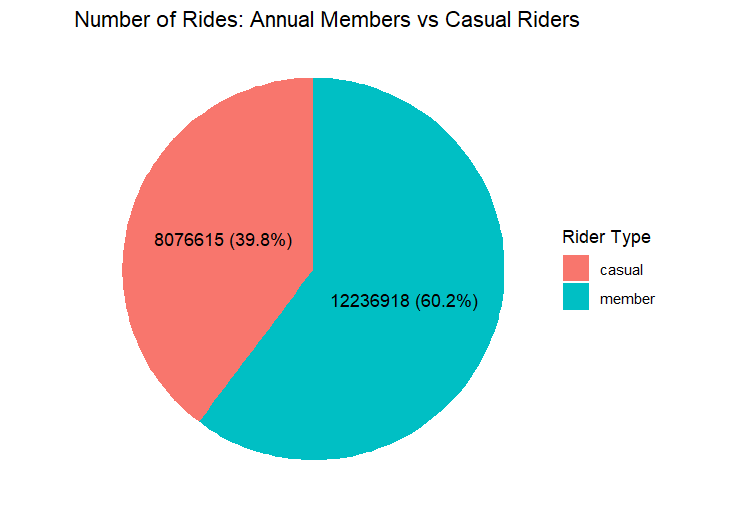 Number of Rides: Annual Members vs Casual Riders
8076615 (39.8%)
12236918 (60.2%)
Rider Type
casual
member